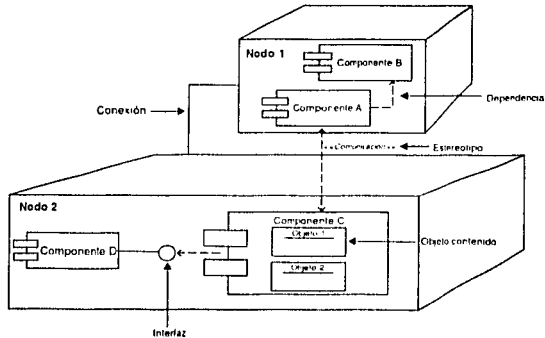 Nodo 1
Componente B
Componente A
Conexión
Dependencia
<<Comunicación>>
Estereotipo
Nodo 2
Componente C
Objeto 1
Componente D
Objeto contenido
Objeto 2
Interfaz